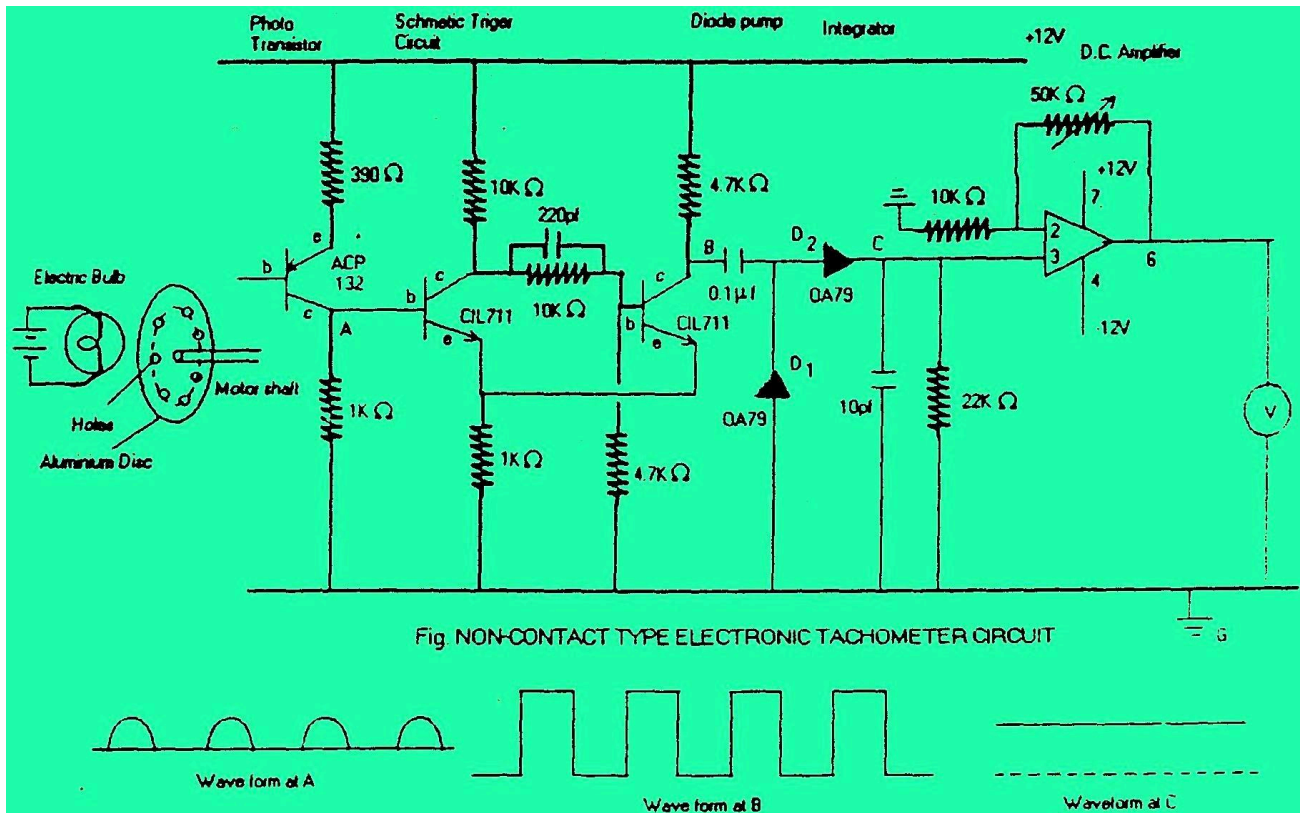 Photo
Transistor
Schmetic Triger
Circuit
Diode pump
Integrator
+12V
D.C. Amplifier
50K Ω
390 Ω
10K Ω
4.7K Ω
+12V
10K Ω
7
220pf
e
b
ACP
132
c
A
b
c
CIL711
e
10K Ω
c
b
CIL711
e
B
0.1µf
D2
C
OA79
2
3
6
4
-12V
Electric Bulb
Motor shaft
Holes
Aluminium Disc
1K Ω
1K Ω
4.7K Ω
D1
OA79
10pf
22K Ω
V
Fig. NON-CONTACT TYPE ELECTRONIC TACHOMETER CIRCUIT
G
Wave form at A
Wave form at B
Waveform at C